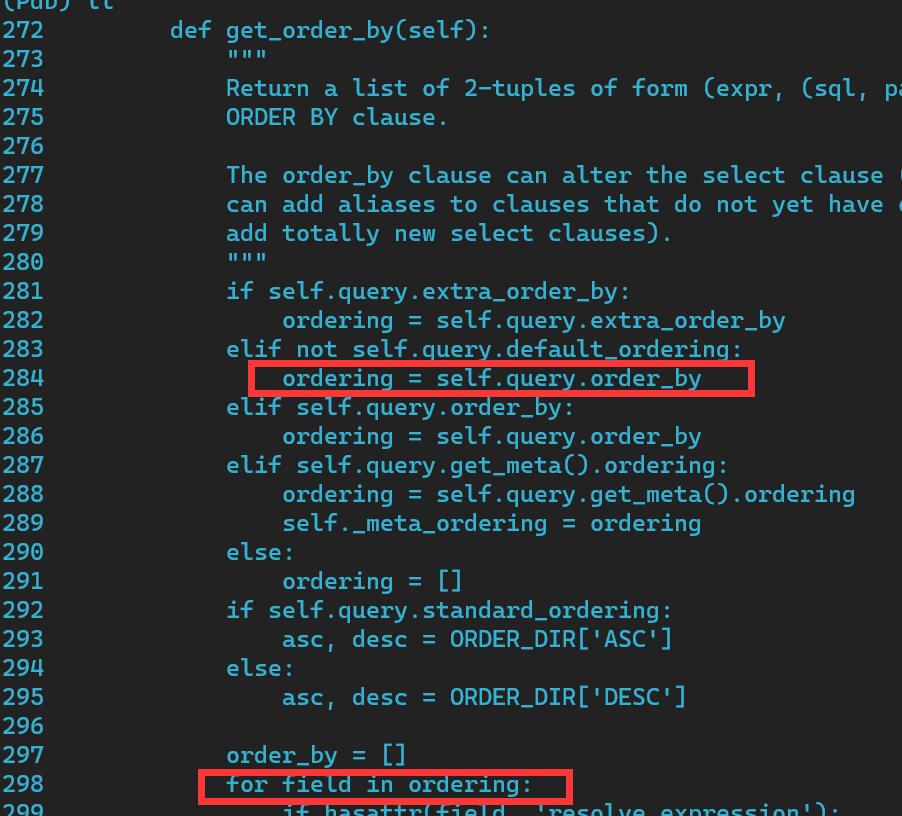 (Pdb) ll
272         def get_order_by(self):
273             """
274             Return a list of 2-tuples of form (expr, (sql,
275             ORDER BY clause.
276
277             The order_by clause can alter the select clause (
278             can add aliases to clauses that do not yet have
279             add totally new select clauses).
280             """
281             if self.query.extra_order_by:
282                 ordering = self.query.extra_order_by
283             elif not self.query.default_ordering:
284                 ordering = self.query.order_by
285             elif self.query.order_by:
286                 ordering = self.query.order_by
287             elif self.query.get_meta().ordering:
288                 ordering = self.query.get_meta().ordering
289                 self._meta_ordering = ordering
290             else:
291                 ordering = []
292             if self.query.standard_ordering:
293                 asc, desc = ORDER_DIR['ASC']
294             else:
295                 asc, desc = ORDER_DIR['DESC']
296
297             order_by = []
298             for field in ordering:
299                 if hasattr(field, 'resolve_expression'):